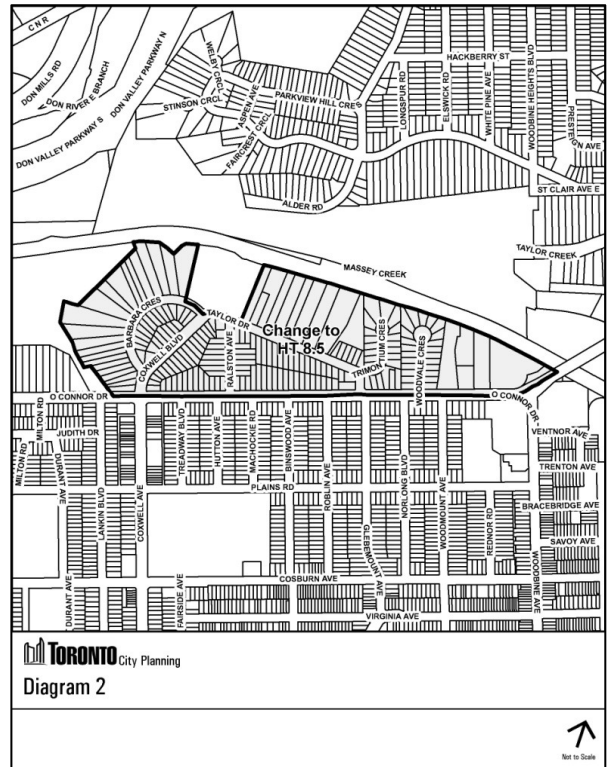 C N R
DON MILLS RD
DON RIVER E BRANCH
DON VALLEY PARKWAY N
DON VALLEY PARKWAY S
WELBY CRCL
STINSON CRCL
ASPEN AVE
PARKVIEW HILL CRES
FAIRCREST CRCL
ALDER RD
HACKBERRY ST
LONGSPUR RD
ELSWICK RD
WHITE PINE AVE
WOODBINE HEIGHTS BLVD
ST CLAIR AVE E
TAYLOR CREEK
MASSEY CREEK
BARBARA CRES
COXWELL BLVD
TAYLOR DR
RALSTON AVE
Change to
HT 8.5
TRIMONTIUM CRES
WOODVALE CRES
O CONNOR DR
O CONNOR DR
MILTON RD
MILTON RD
JUDITH DR
DURANT AVE
LANKIN BLVD
COXWELL AVE
TREADWAY BLVD
HUTTON AVE
MACHOCKIE RD
BINSWOOD AVE
PLAINS RD
ROBLIN AVE
NORLONG BLVD
GLEBEMOUNT AVE
WOODMOUNT AVE
REDNOR RD
VENTNOR AVE
TRENTON AVE
BRACEBRIDGE AVE
SAVOY AVE
WOODBINE AVE
COSBURN AVE
DURANT AVE
FAIRSIDE AVE
VIRGINIA AVE
TORONTO City Planning
Diagram 2
Not to Scale